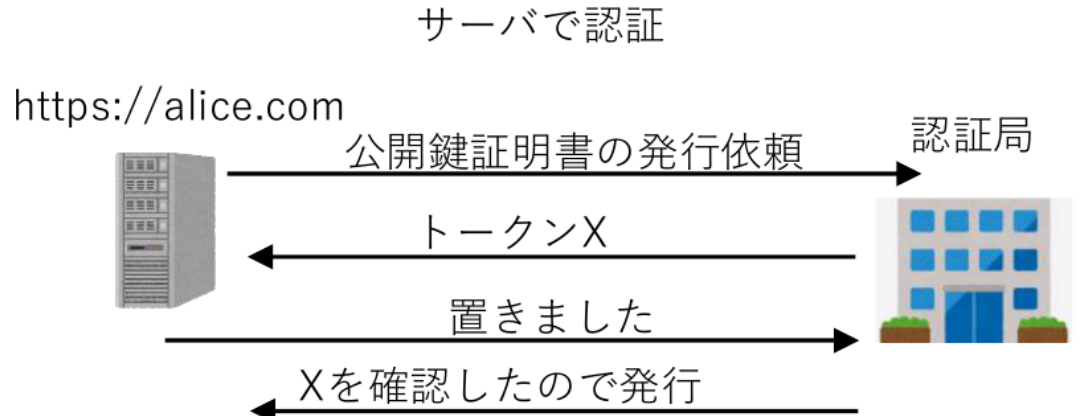 サーバで認証
https://alice.com
公開鍵証明書の発行依頼
認証局
トークンX
置きました
Xを確認したので発行